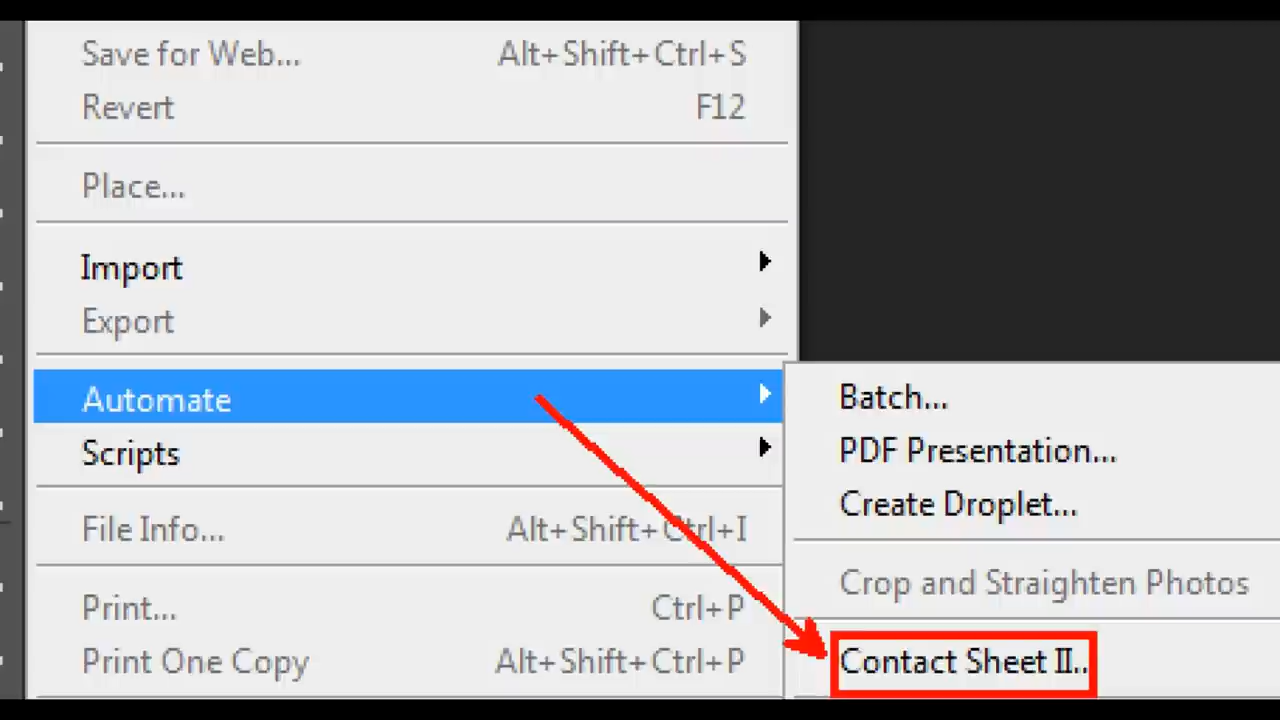 Save for Web... Alt+Shift+Ctrl+S
Revert F12
Place...
Import
Export
Automate
Scripts
File Info... Alt+Shift+Ctrl+I
Print... Ctrl+P
Print One Copy Alt+Shift+Ctrl+P
Batch...
PDF Presentation...
Create Droplet...
Crop and Straighten Photos
Contact Sheet II..